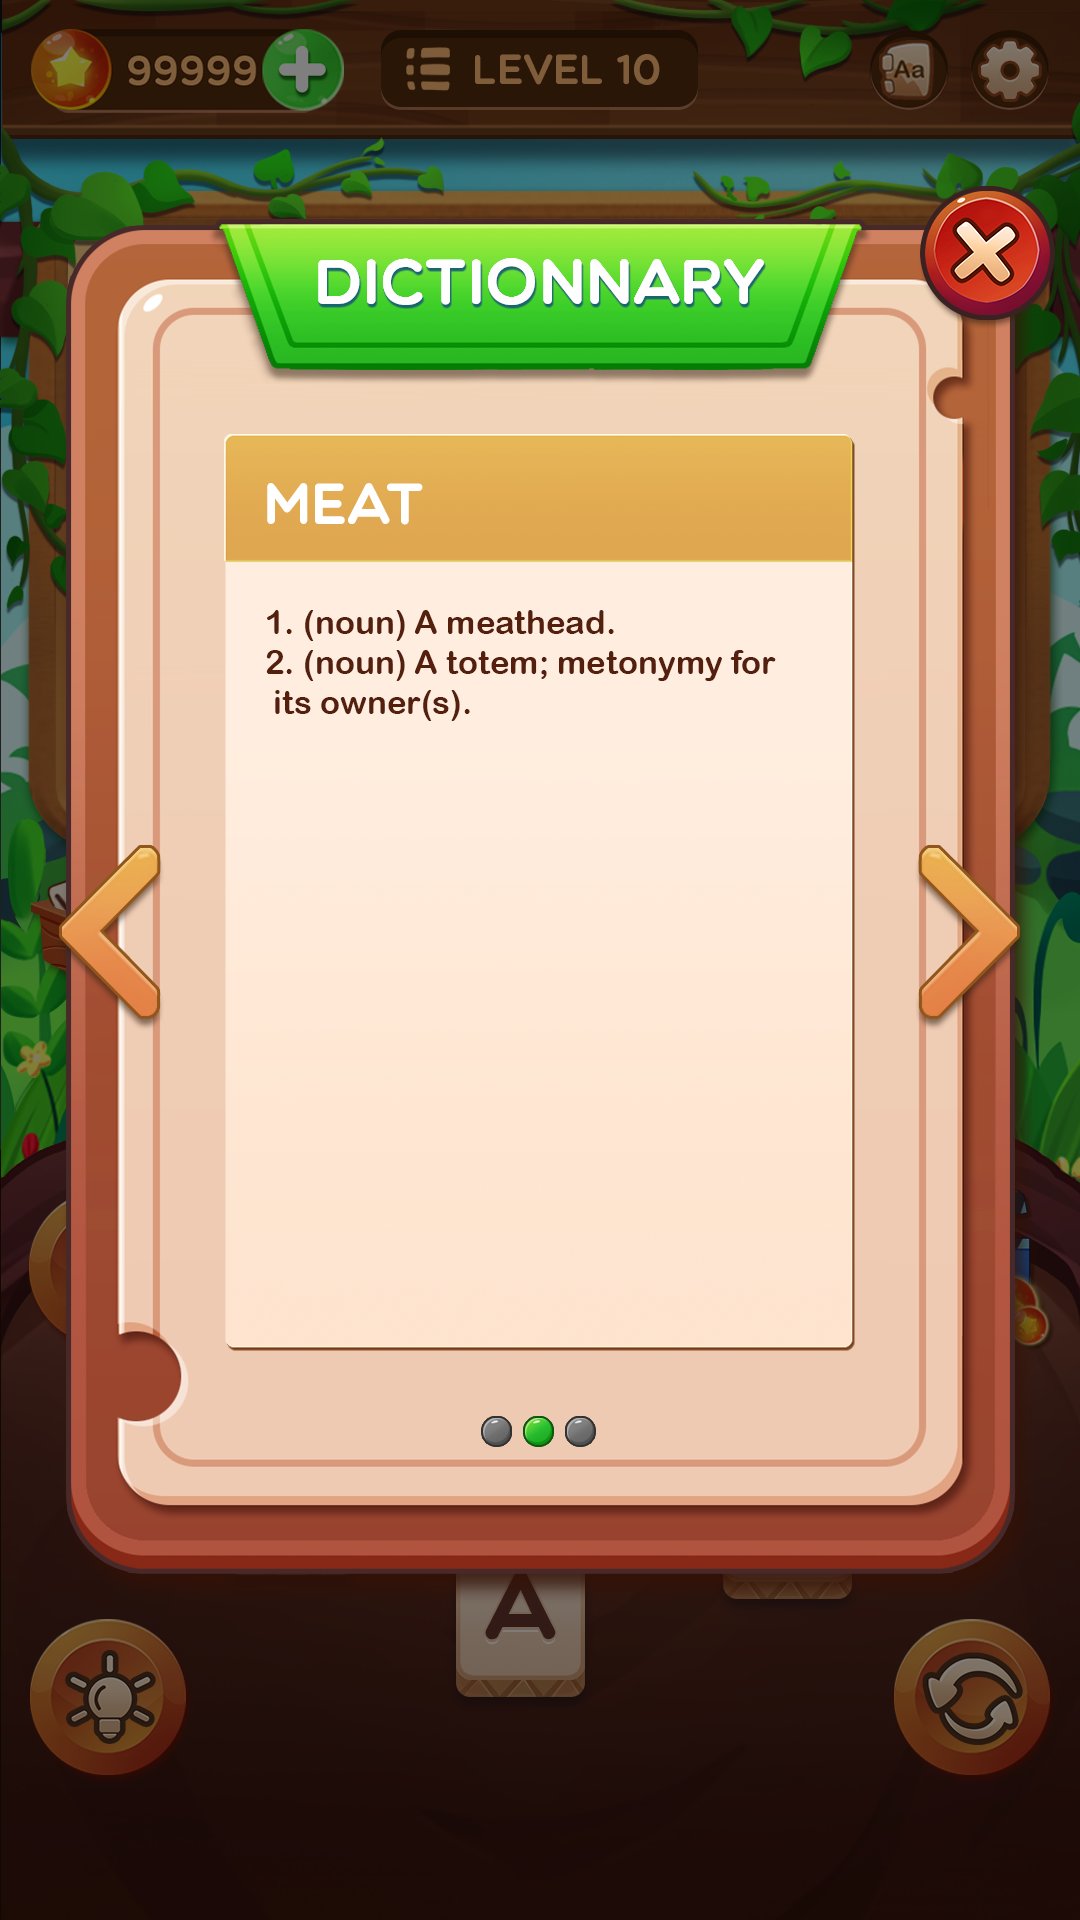 99999
LEVEL 10
Aa
DICTIONNARY
MEAT
1. (noun) A meathead.
2. (noun) A totem; metonymy for
its owner(s).
A